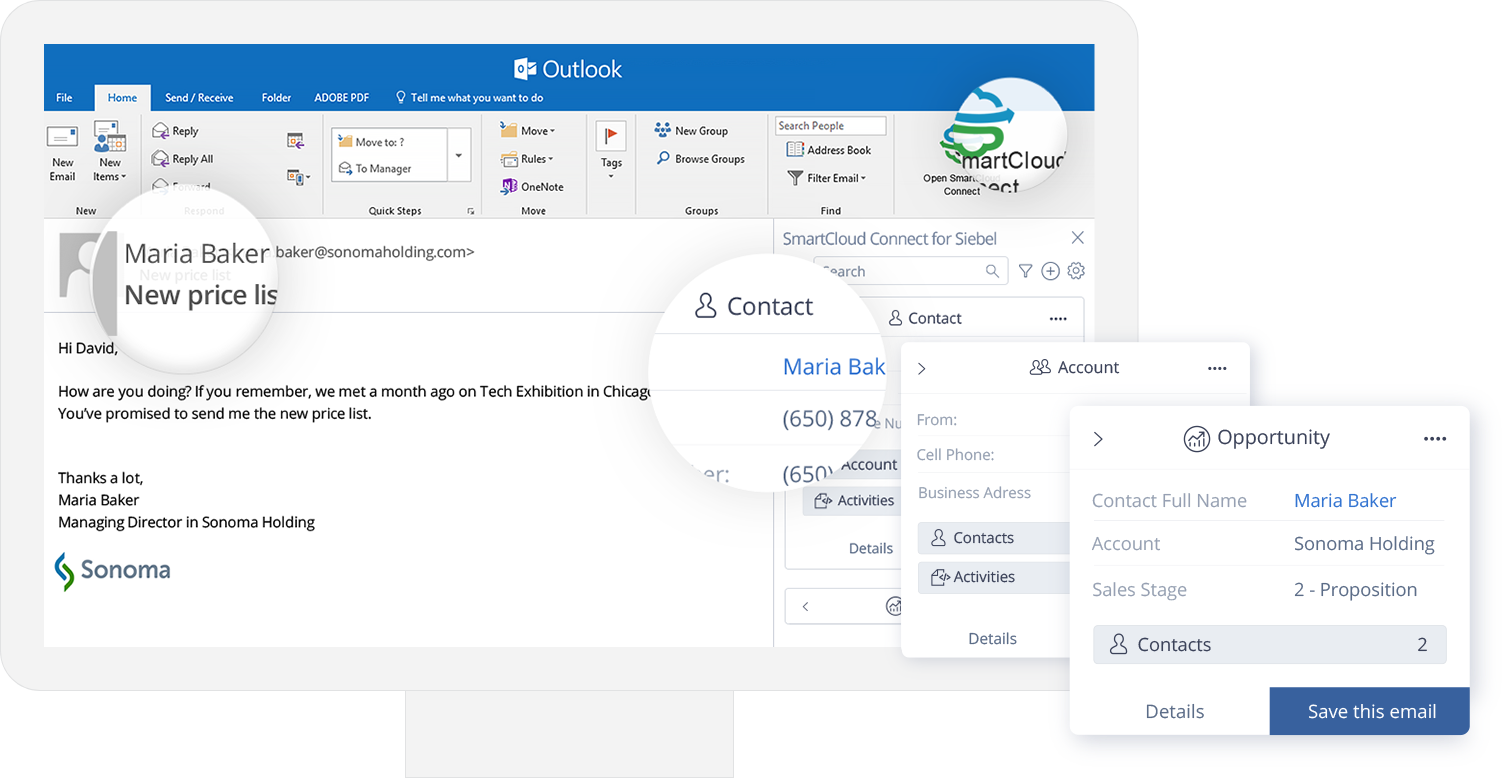 Outlook
File Home Send / Receive Folder ADOBE PDF Tell me what you want to do
New Email
New Items
Reply
Reply All
Forward
Move to: ?
To Manager
Move
Rules
OneNote
Tags
New Group
Browse Groups
Search People
Address Book
Filter Email
SmartCloud
Open SmartCloud
Connect
New Respond Quick Steps Move Groups Find
Maria Baker baker@sonomaholding.com>
New price list
New price lis
Hi David,
How are you doing? If you remember, we met a month ago on Tech Exhibition in Chicago
You've promised to send me the new price list.
Thanks a lot,
Maria Baker
Managing Director in Sonoma Holding
Sonoma
SmartCloud Connect for Siebel
Search
Contact
Contact
Maria Bak
(650) 878
e Nu
er: (650)
Account
Activities
Details
Account
From:
Cell Phone:
Business Adress
Contacts
Activities
Details
Opportunity
Contact Full Name Maria Baker
Account Sonoma Holding
Sales Stage 2 - Proposition
Contacts 2
Details Save this email